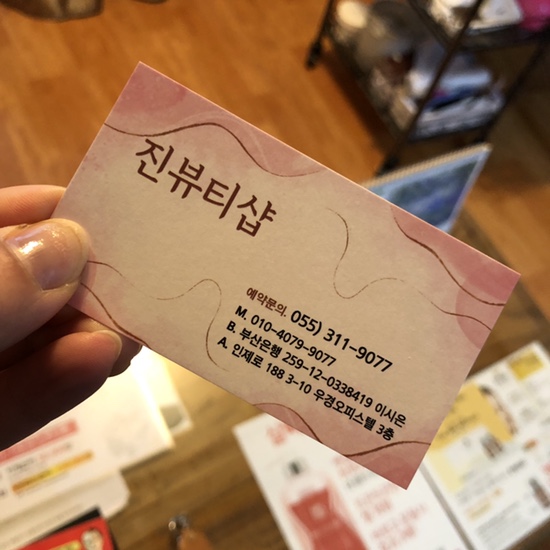 진뷰티샵
예약문의. 055) 311-9077
M. 010-4079-9077
B. 부산은행 259-12-0338419 이시은
A. 인제로 188 3-10 우경오피스텔 3층